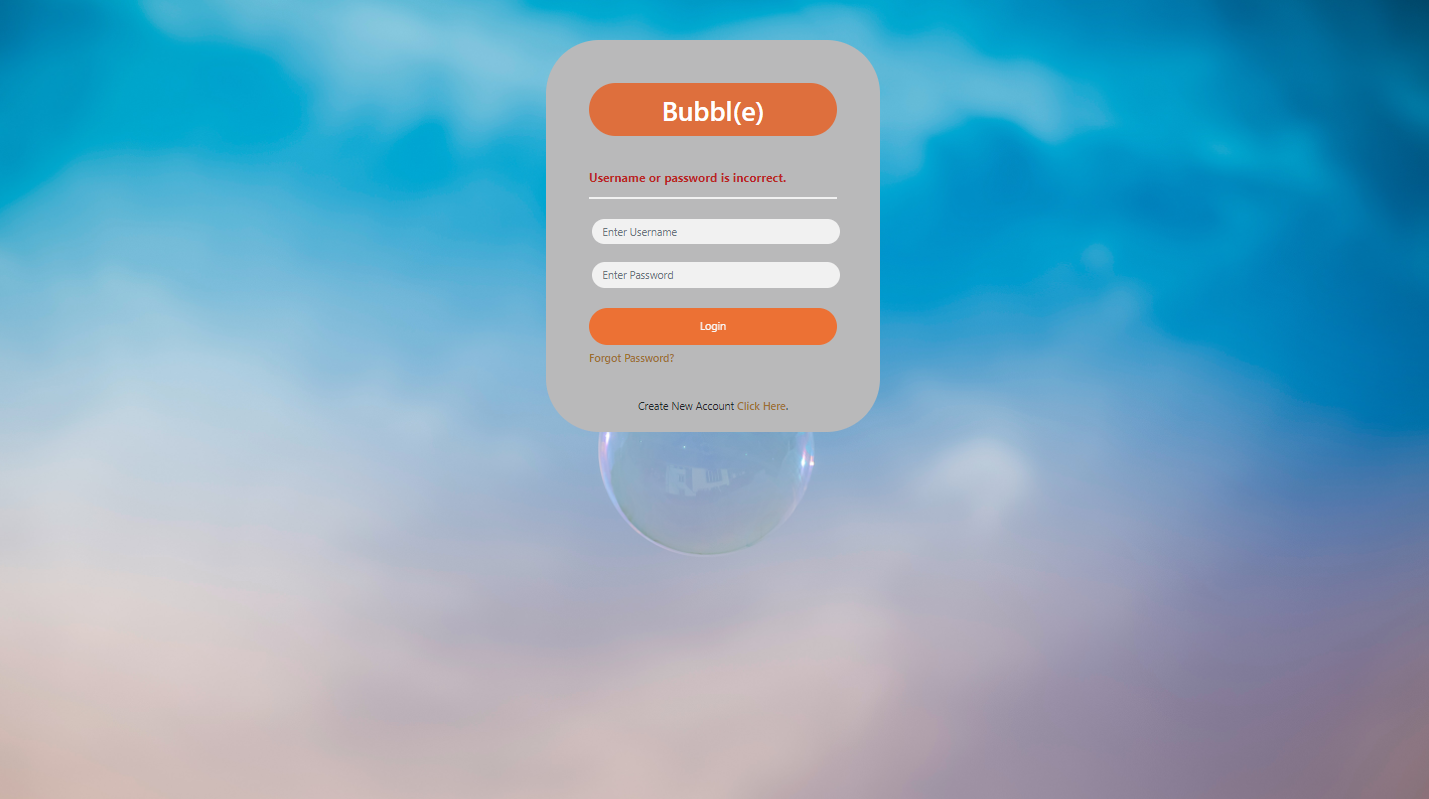 Bubbl(e)
Username or password is incorrect.
Enter Username
Enter Password
Login
Forgot Password?
Create New Account Click Here.